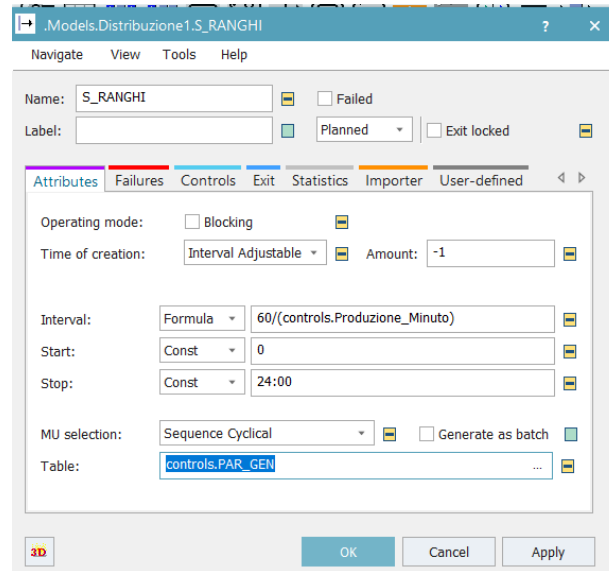 .Models.Distribuzione1.S_RANGHI ? ×
Navigate View Tools Help
Name: S_RANGHI Failed
Label: Planned Exit locked
Attributes Failures Controls Exit Statistics Importer User-defined
Operating mode: Blocking
Time of creation: Interval Adjustable Amount: -1
Interval: Formula 60/(controls.Produzione_Minuto)
Start: Const 0
Stop: Const 24:00
MU selection: Sequence Cyclical Generate as batch
Table: controls.PAR_GEN ...
3D OK Cancel Apply